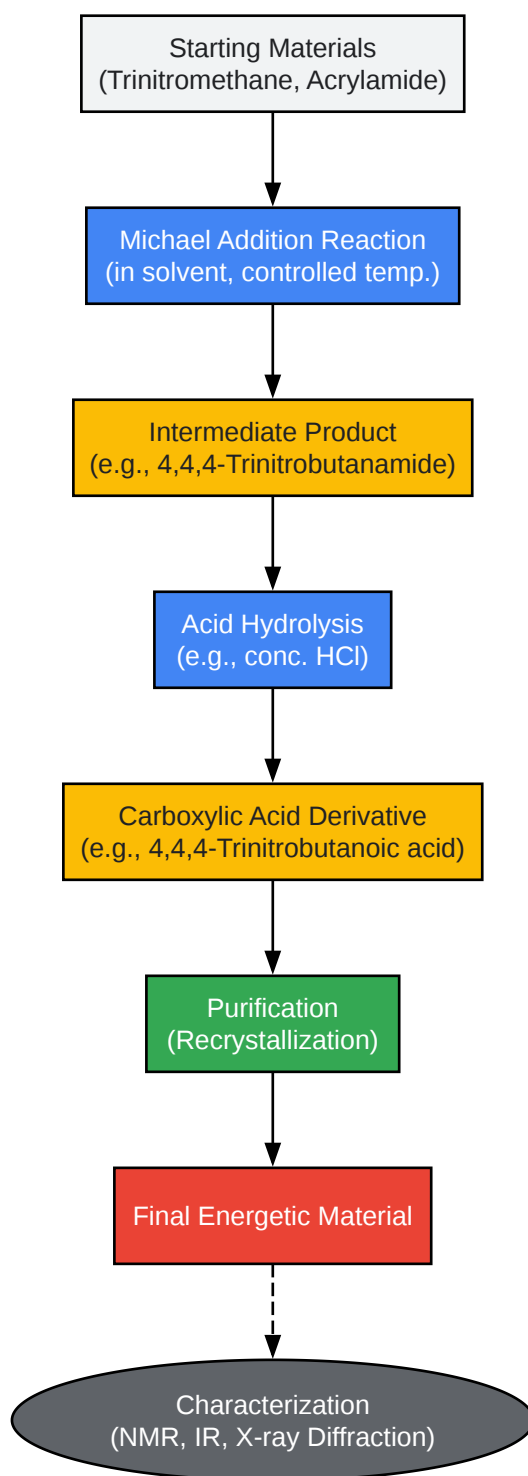 Starting Materials
(Trinitromethane, Acrylamide)
Michael Addition Reaction
(in solvent, controlled temp.)
Intermediate Product
(e.g., 4,4,4-Trinitrobutanamide)
Acid Hydrolysis
(e.g., conc. HCl)
Carboxylic Acid Derivative
(e.g., 4,4,4-Trinitrobutanoic acid)
Purification
(Recrystallization)
Final Energetic Material
Characterization
(NMR, IR, X-ray Diffraction)